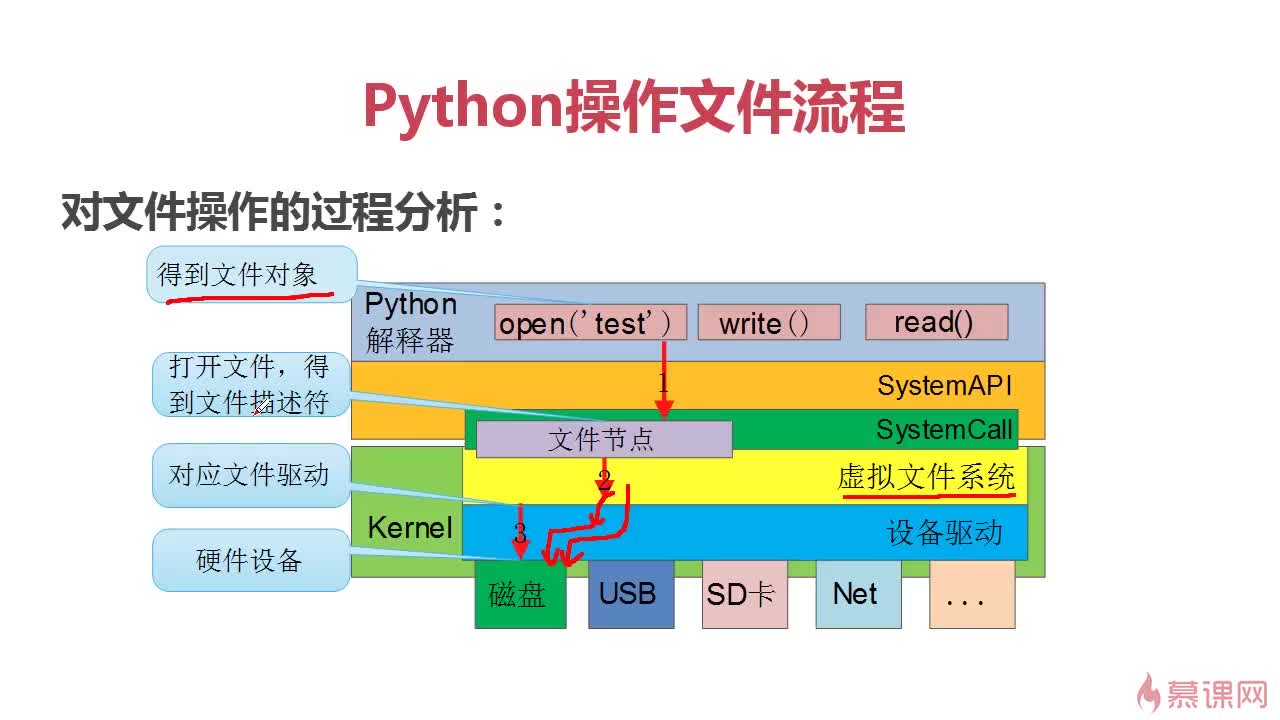 Python操作文件流程
对文件操作的过程分析：
得到文件对象
Python
解释器
open('test')
write()
read()
打开文件，得
到文件描述符
1
SystemAPI
SystemCall
文件节点
对应文件驱动
2
虚拟文件系统
Kernel
3
设备驱动
硬件设备
磁盘
USB
SD卡
Net
...
慕课网